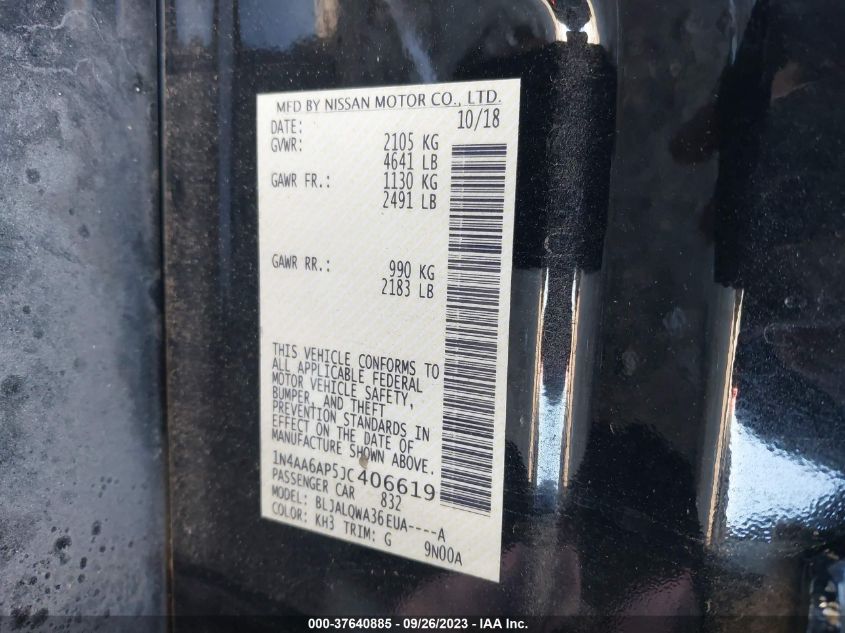 MFD BY NISSAN MOTOR CO., LTD.
DATE: 10/18
GVWR: 2105 KG
4641 LB
GAWR FR.: 1130 KG
2491 LB
GAWR RR.: 990 KG
2183 LB
THIS VEHICLE CONFORMS TO
ALL APPLICABLE FEDERAL
MOTOR VEHICLE SAFETY,
BUMPER, AND THEFT
PREVENTION STANDARDS IN
EFFECT ON THE DATE OF
MANUFACTURE SHOWN ABOVE.
1N4AA6AP5JC406619
PASSENGER CAR 832
MODEL: BLJALQWA36EUA----A
COLOR: KH3 TRIM: G 9N00A
000-37640885 - 09/26/2023 - © IAA, Inc.